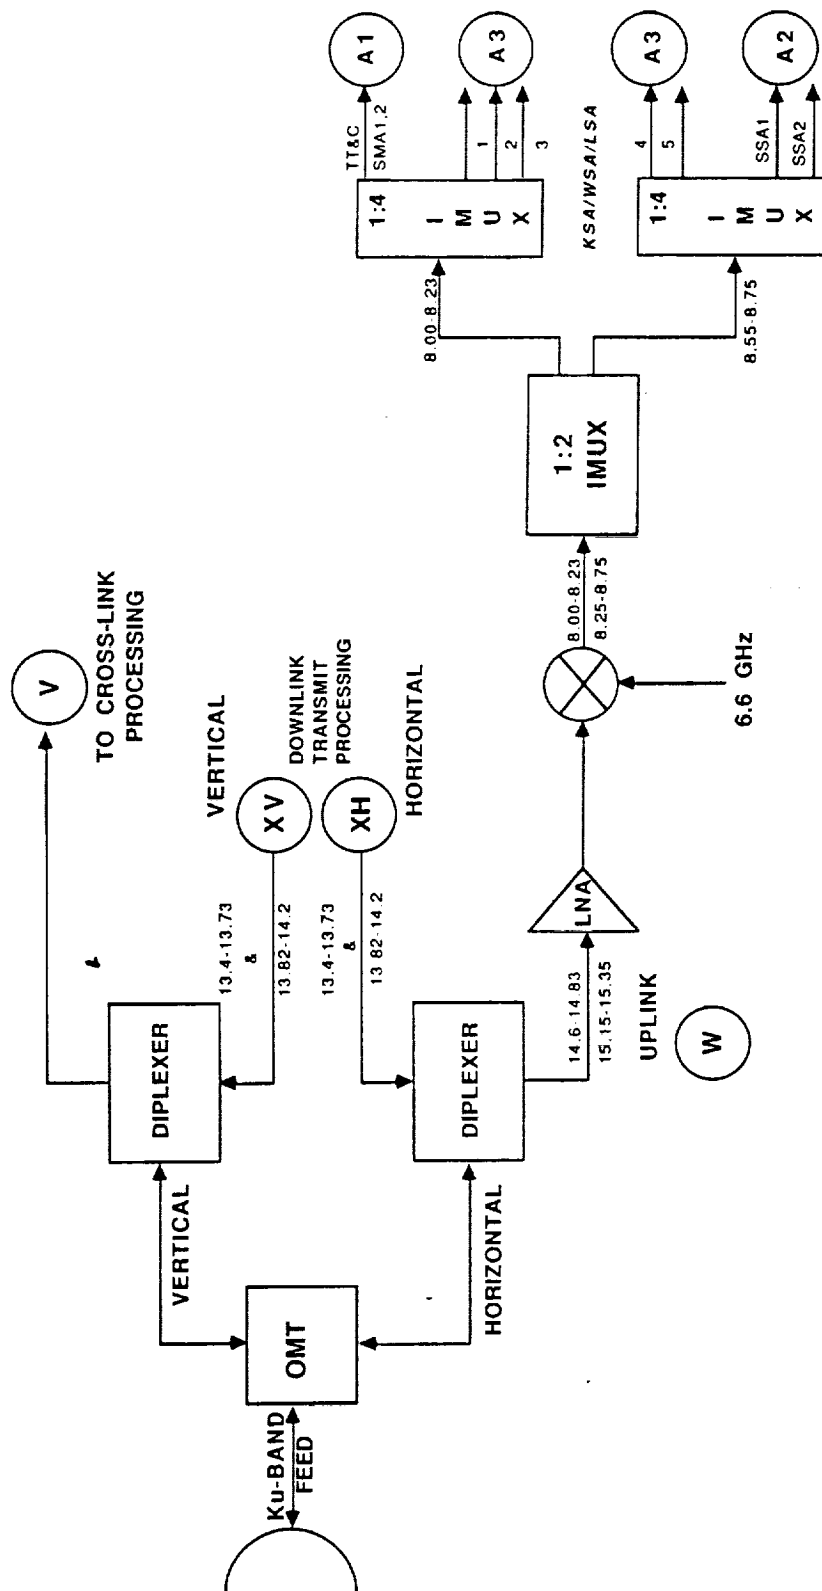 Ku-BAND
FEED
OMT
VERTICAL
HORIZONTAL
DIPLEXER
DIPLEXER
13.4-13.73
&
13.82-14.2
13.4-13.73
&
13 82-14.2
14.6-14.83
15.15-15.35
UPLINK
W
V
TO CROSS-LINK
PROCESSING
VERTICAL
XV
DOWNLINK
TRANSMIT
PROCESSING
XH
HORIZONTAL
LNA
6.6 GHz
8.00-8.23
8.25-8.75
1:2
IMUX
8.00-8.23
8.55-8.75
1:4
I
M
U
X
TT&C
SMA1,2
1
2
3
A1
A3
KSA/WSA/LSA
1:4
I
M
U
X
4
5
SSA1
SSA2
A3
A2